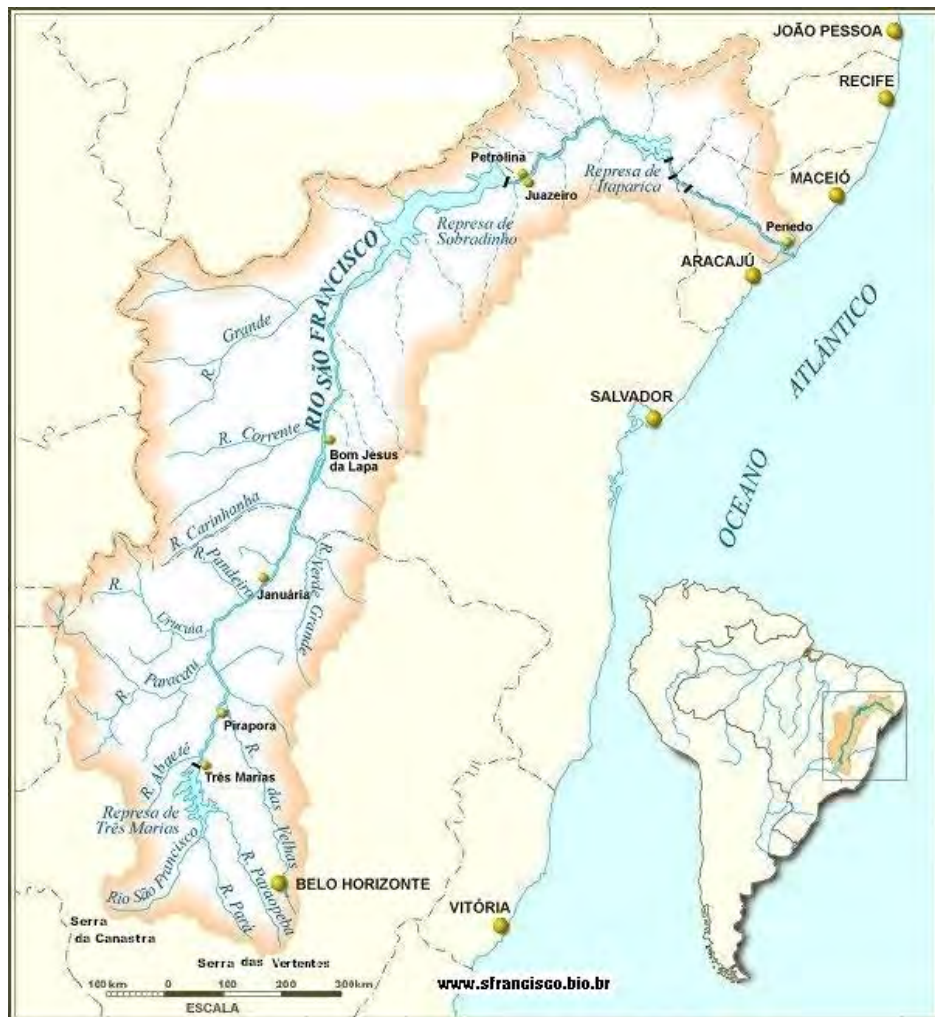 JOÃO PESSOA
RECIFE
Petrolina
Juazeiro
Represa de
Itaparica
MACEIÓ
Represa de
Sobradinho
Penedo
ARACAJÚ
RIO SÃO FRANCISCO
R. Grande
OCEANO ATLÂNTICO
SALVADOR
R. Corrente
Bom Jesus
da Lapa
R. Carinhanha
R. Pandeiro
R. Verde Grande
Januária
R. Urucuia
R. Paracatu
Pirapora
R. Abaeté
Três Marias
R. das Velhas
Represa de
Três Marias
Rio São Francisco
R. Paraopeba
R. Pará
BELO HORIZONTE
VITÓRIA
Serra
da Canastra
Serra das Vertentes
100km 0 100 200 300km
ESCALA
www.sfrancisco.bio.br